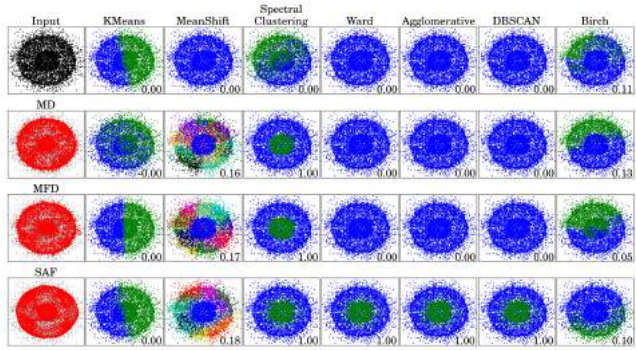 Input KMeans MeanShift Spectral Clustering Ward Agglomerative DBSCAN Birch
0.00 0.00 0.00 0.00 0.00 0.00 0.11
MD
-0.00 0.16 1.00 0.00 0.00 0.00 0.13
MFD
0.00 0.17 1.00 0.00 0.00 0.00 0.05
SAF
0.00 0.18 1.00 1.00 1.00 1.00 0.10